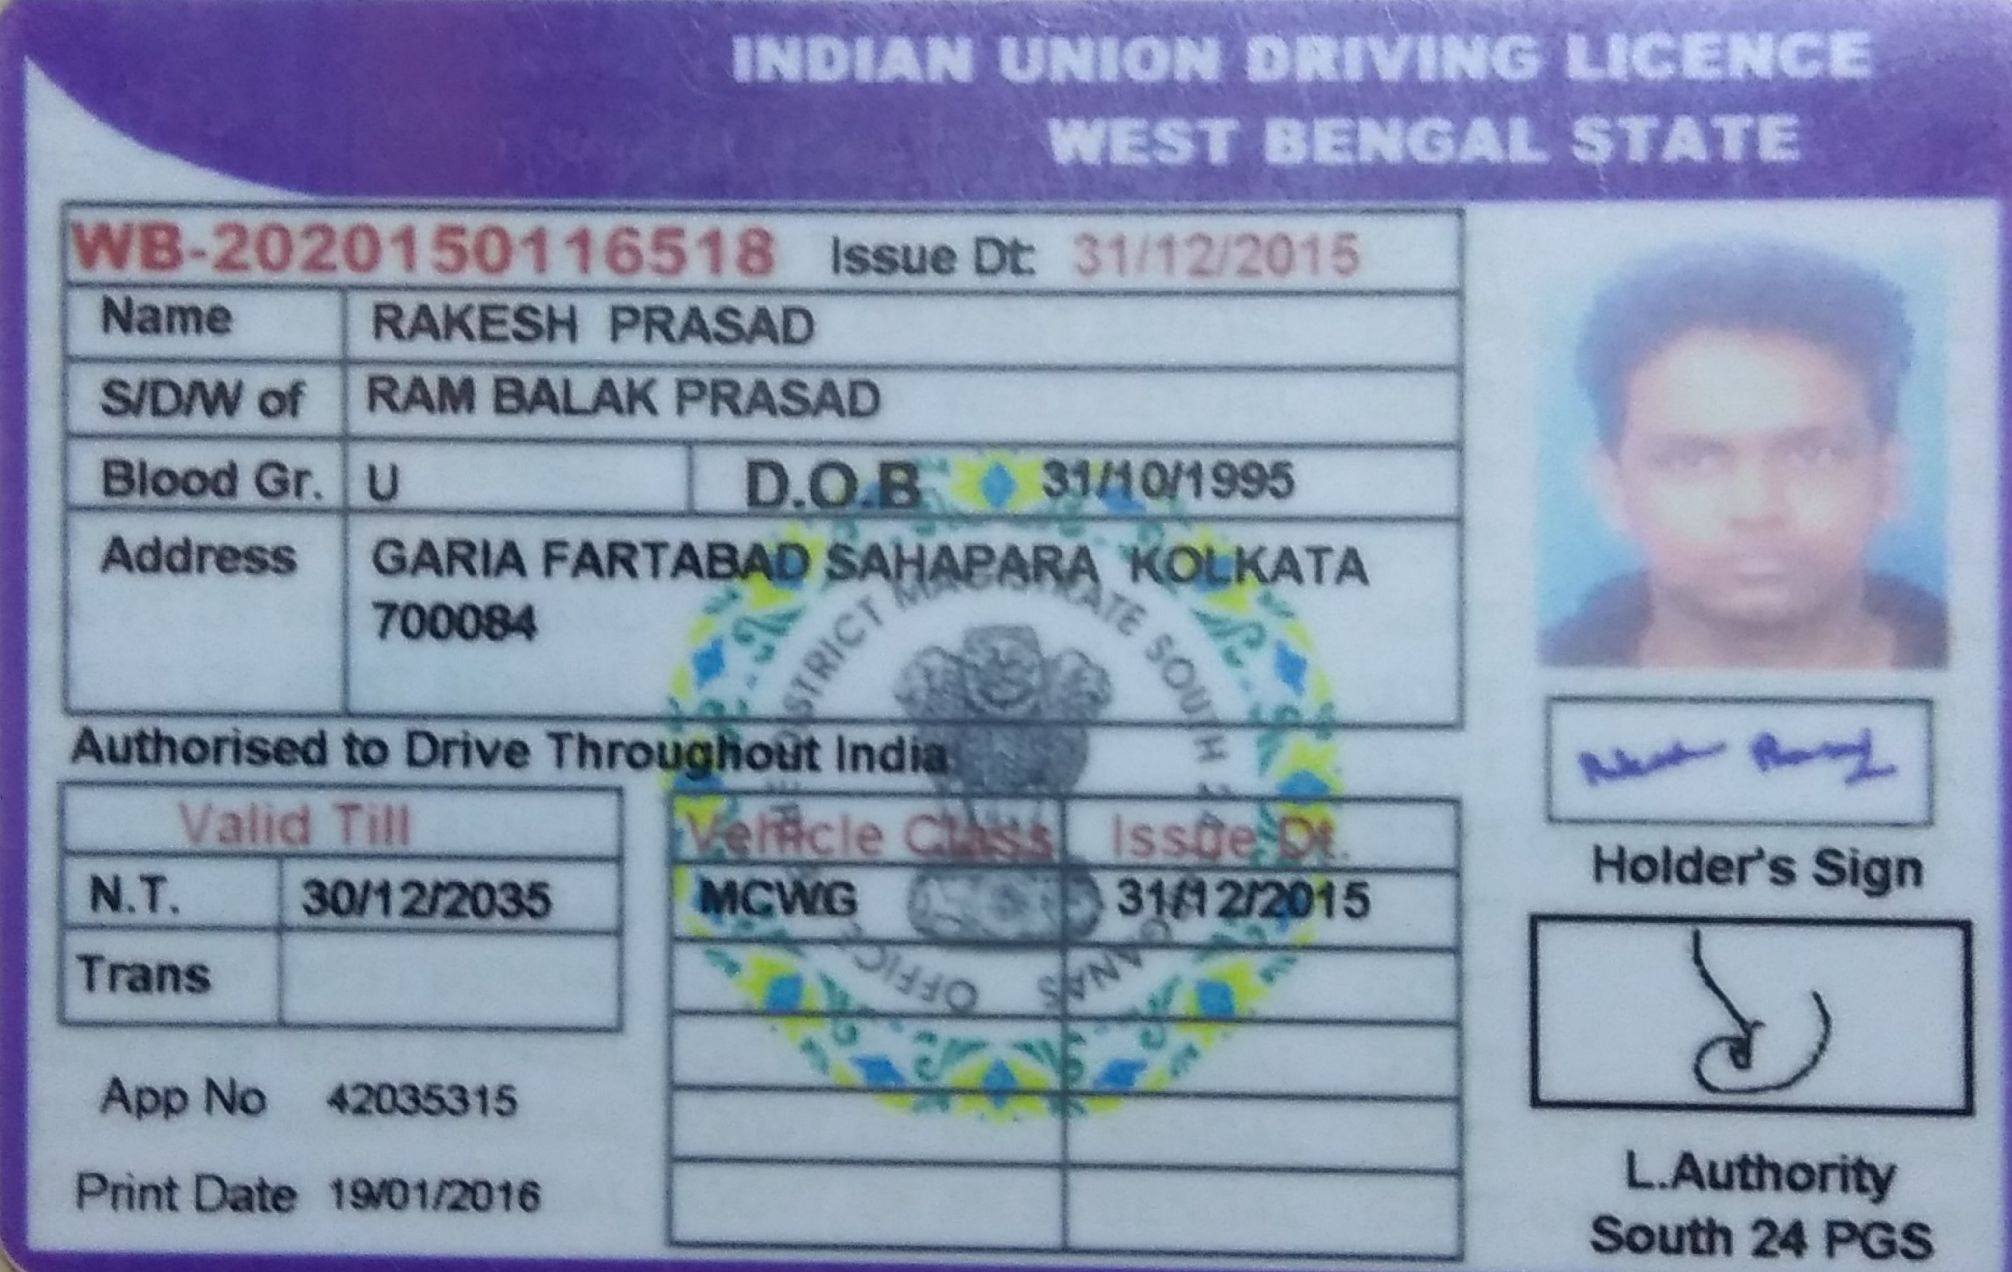 INDIAN UNION DRIVING LICENCE
WEST BENGAL STATE
WB-2020150116518 Issue Dt: 31/12/2015
Name RAKESH PRASAD
S/D/W of RAM BALAK PRASAD
Blood Gr. U D.O.B 31/10/1995
Address GARIA FARTABAD SAHAPARA KOLKATA
700084
Authorised to Drive Throughout India
Valid Till
N.T. 30/12/2035
Trans
Vehicle Class Issue Dt.
MCWG 31/12/2015
App No 42035315
Print Date 19/01/2016
Rakesh Prasad
Holder's Sign
L.Authority
South 24 PGS
DISTRICT MAGISTRATE SOUTH 24
OFFICE